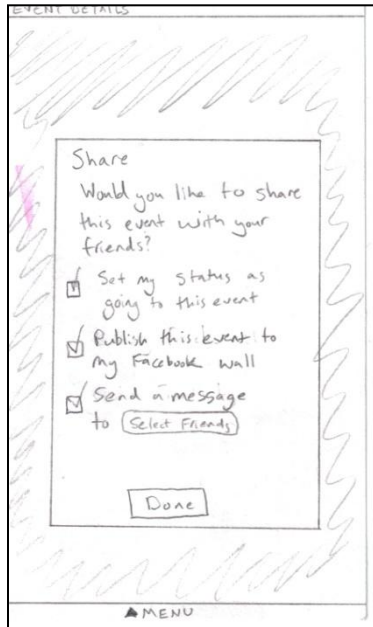 EVENT DETAILS
Share
Would you like to share
this event with your
friends?
Set my status as
going to this event
Publish this event to
my Facebook wall
Send a message
to Select Friends
Done
▲MENU